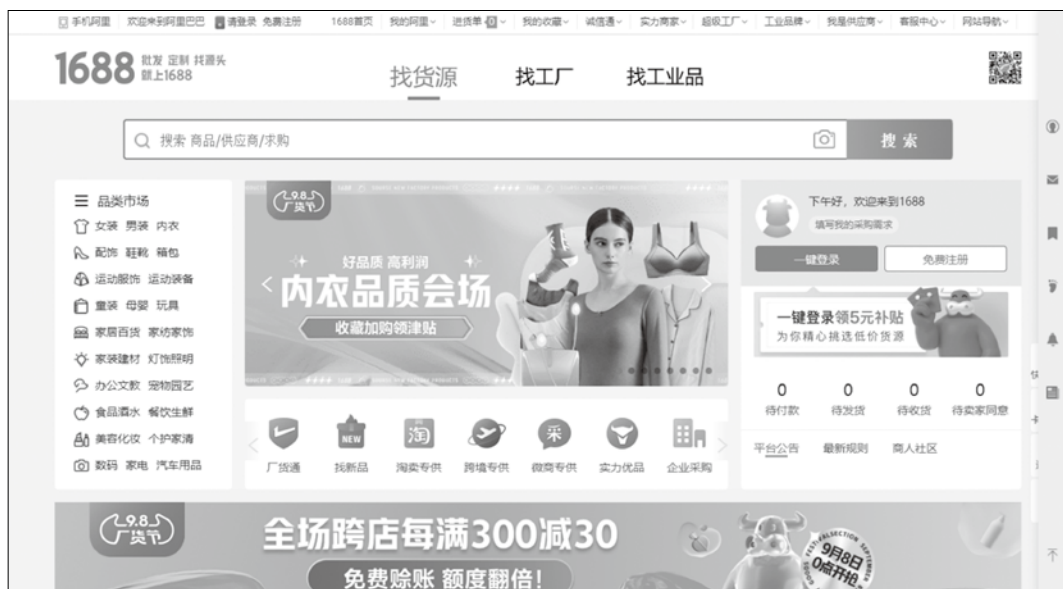 手机阿里 欢迎来到阿里巴巴 请登录 免费注册 1688首页 我的阿里 进货单 0 我的收藏 诚信通 实力商家 超级工厂 工业品牌 我是供应商 客服中心 网站导航
1688 批发 定制 找源头
就上1688
找货源 找工厂 找工业品
搜索 商品/供应商/求购 搜索
品类市场
女装 男装 内衣
配饰 鞋靴 箱包
运动服饰 运动装备
童装 母婴 玩具
家居百货 家纺家饰
家装建材 灯饰照明
办公文教 宠物园艺
食品酒水 餐饮生鲜
美容化妆 个护家清
数码 家电 汽车用品
9.8
厂货节
好品质 高利润
内衣品质会场
收藏加购领津贴
NEW 淘 采
厂货通 找新品 淘卖专供 跨境专供 微商专供 实力优品 企业采购
下午好，欢迎来到1688
填写我的采购需求
一键登录 免费注册
一键登录领5元补贴
为你精心挑选低价货源
0 0 0 0
待付款 待发货 待收货 待卖家同意
平台公告 最新规则 商人社区
9.8
厂货节
全场跨店每满300减30
免费赊账 额度翻倍！
9月8日
0点开抢